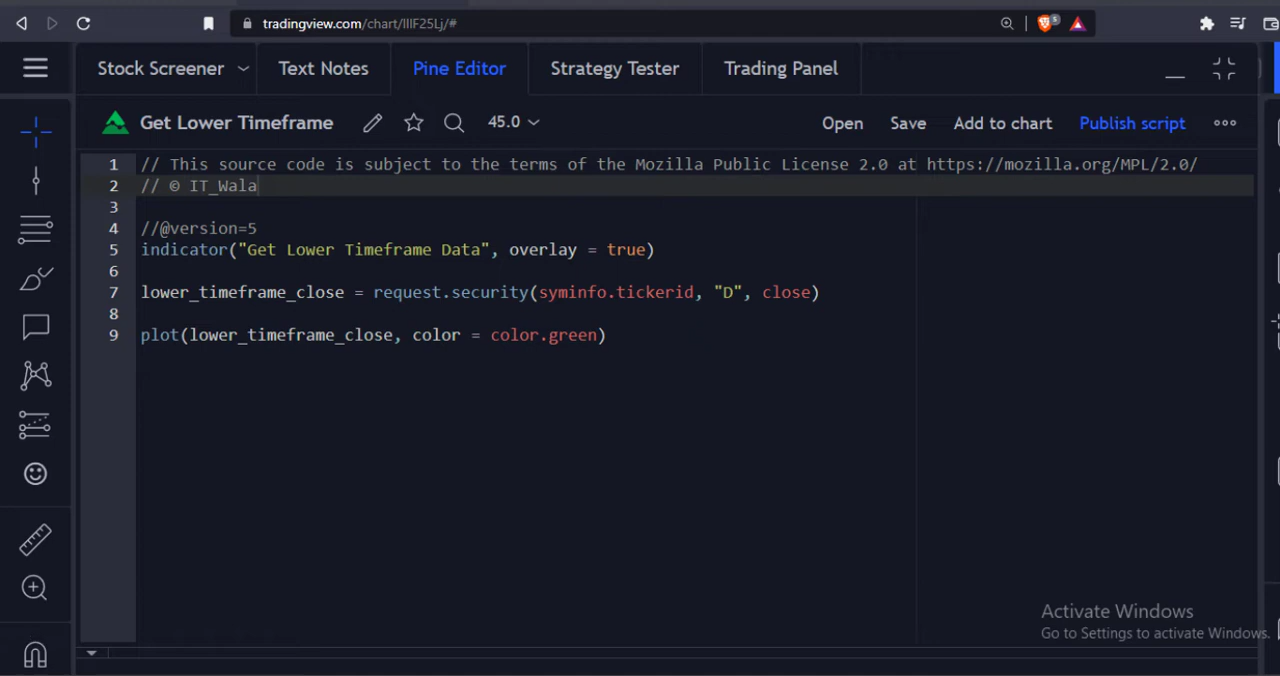 tradingview.com/chart/lIlF25Lj/#
5
Stock Screener Text Notes Pine Editor Strategy Tester Trading Panel
Get Lower Timeframe 45.0 Open Save Add to chart Publish script
1 // This source code is subject to the terms of the Mozilla Public License 2.0 at https://mozilla.org/MPL/2.0/
2 // © IT_Wala
3
4 //@version=5
5 indicator("Get Lower Timeframe Data", overlay = true)
6
7 lower_timeframe_close = request.security(syminfo.tickerid, "D", close)
8
9 plot(lower_timeframe_close, color = color.green)
Activate Windows
Go to Settings to activate Windows.